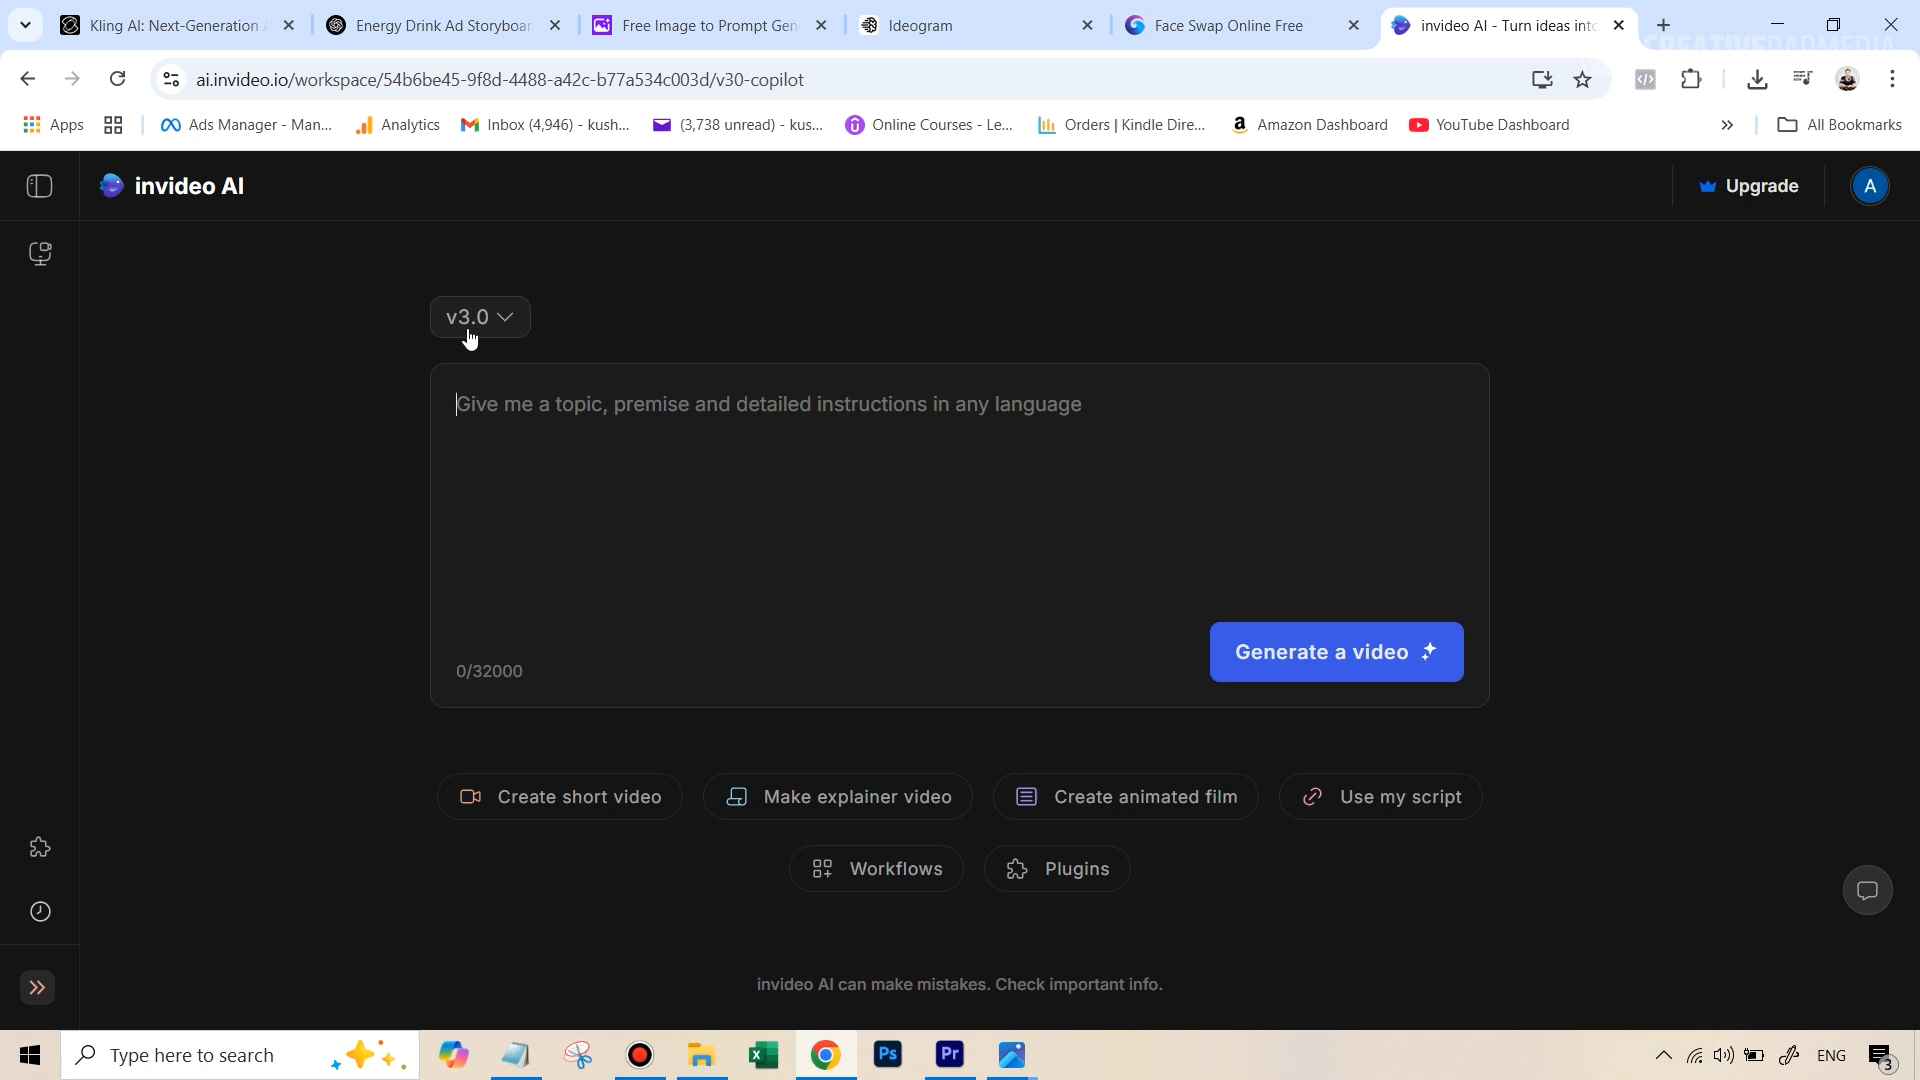 Kling AI: Next-Generation
Energy Drink Ad Storyboar
Free Image to Prompt Gen
Ideogram
Face Swap Online Free
invideo AI - Turn ideas into
CREATIVEDADMEDIA
ai.invideo.io/workspace/54b6be45-9f8d-4488-a42c-b77a534c003d/v30-copilot
Apps
Ads Manager - Man...
Analytics
Inbox (4,946) - kush...
(3,738 unread) - kus...
Online Courses - Le...
Orders | Kindle Dire...
Amazon Dashboard
YouTube Dashboard
All Bookmarks
invideo AI
Upgrade
A
v3.0
Give me a topic, premise and detailed instructions in any language
0/32000
Generate a video
Create short video
Make explainer video
Create animated film
Use my script
Workflows
Plugins
invideo AI can make mistakes. Check important info.
Type here to search
Ps
Pr
ENG
3